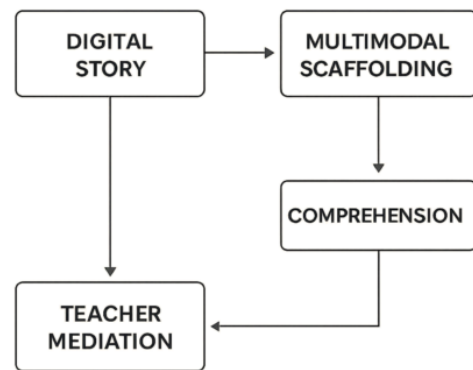 DIGITAL
STORY
MULTIMODAL
SCAFFOLDING
COMPREHENSION
TEACHER
MEDIATION